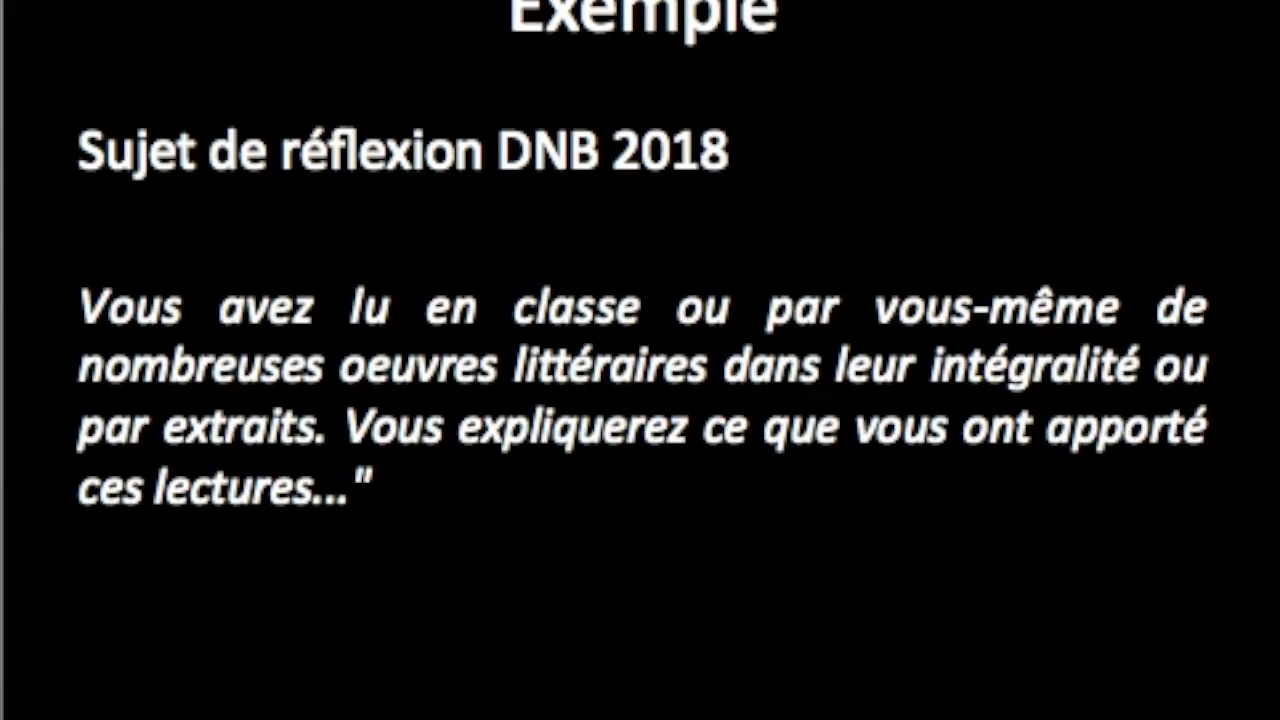 Exemple
Sujet de réflexion DNB 2018
Vous avez lu en classe ou par vous-même de
nombreuses oeuvres littéraires dans leur intégralité ou
par extraits. Vous expliquerez ce que vous ont apporté
ces lectures..."